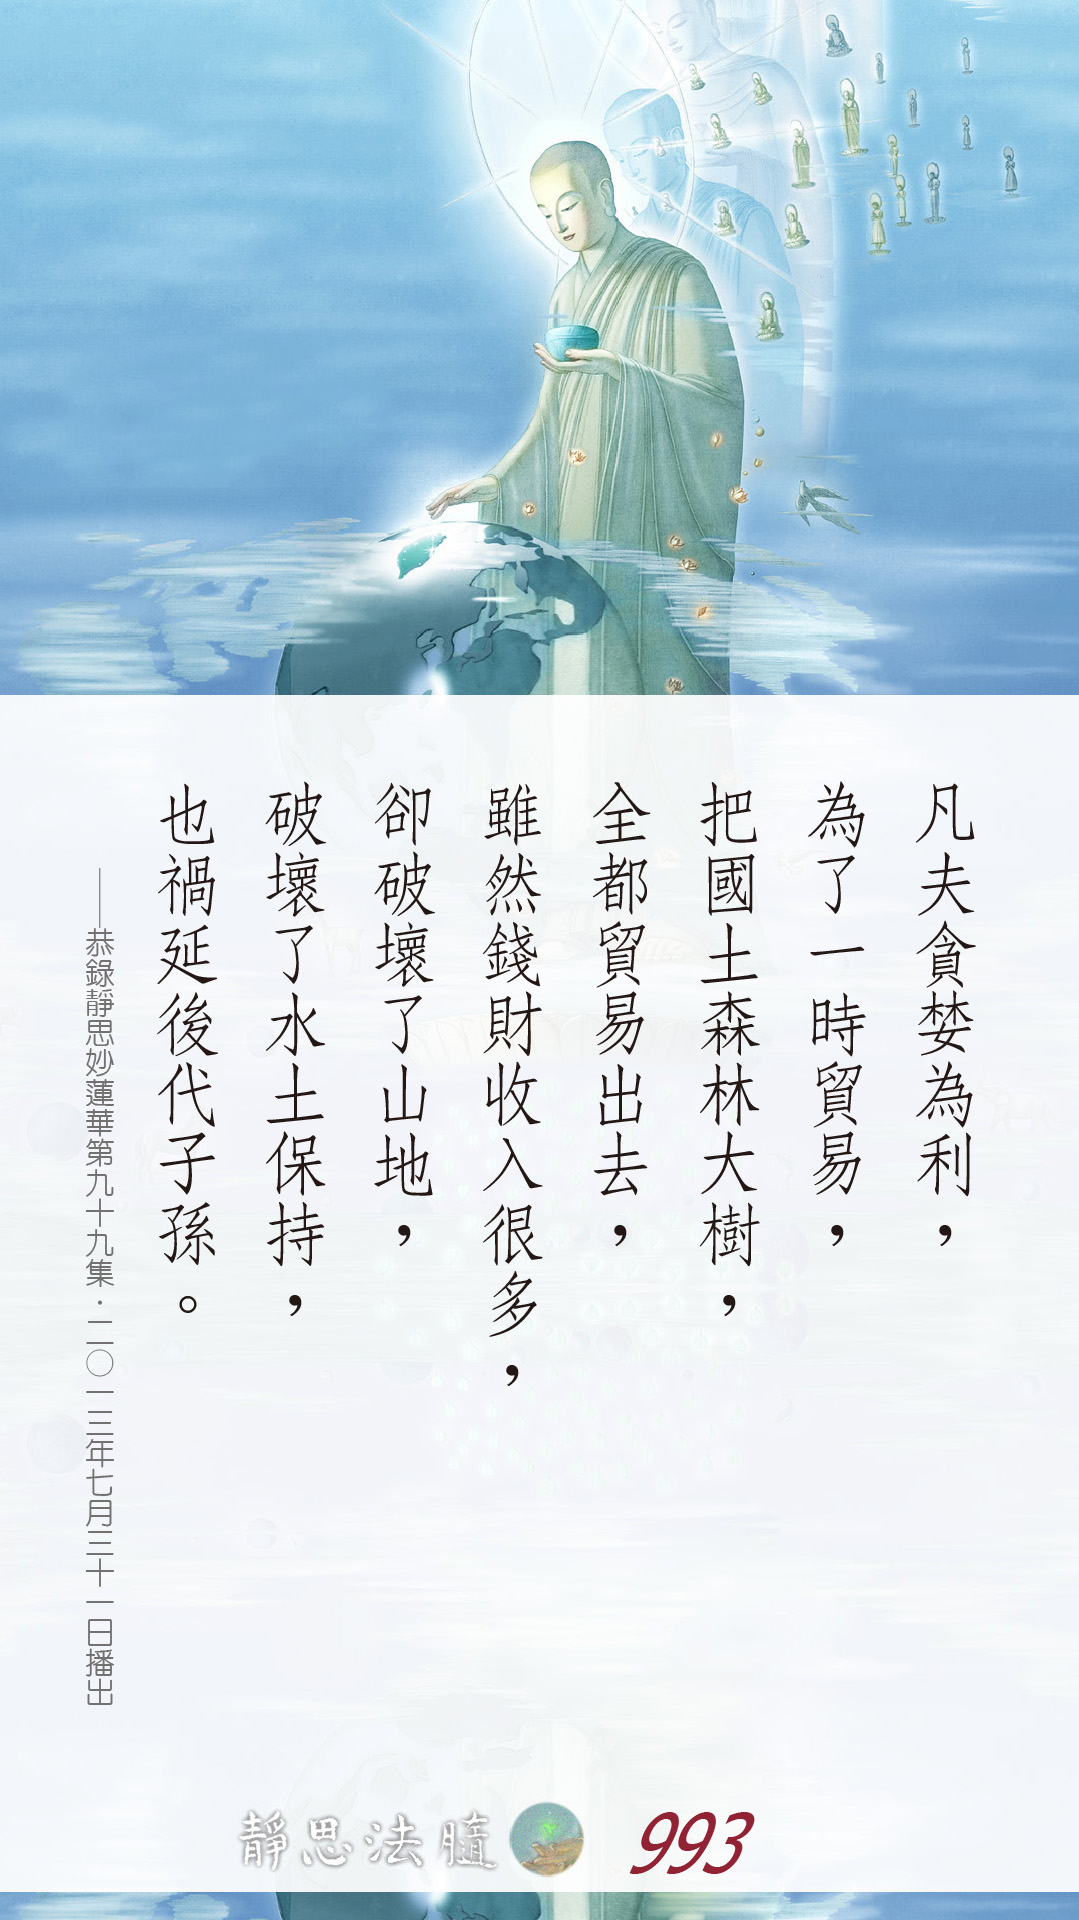 凡夫貪婪為利，
為了一時貿易，
把國土森林大樹，
全都貿易出去，
雖然錢財收入很多，
卻破壞了山地，
破壞了水土保持，
也禍延後代子孫。
——恭錄靜思妙蓮華第九十九集．二〇一三年七月三十一日播出
靜思法髓 993